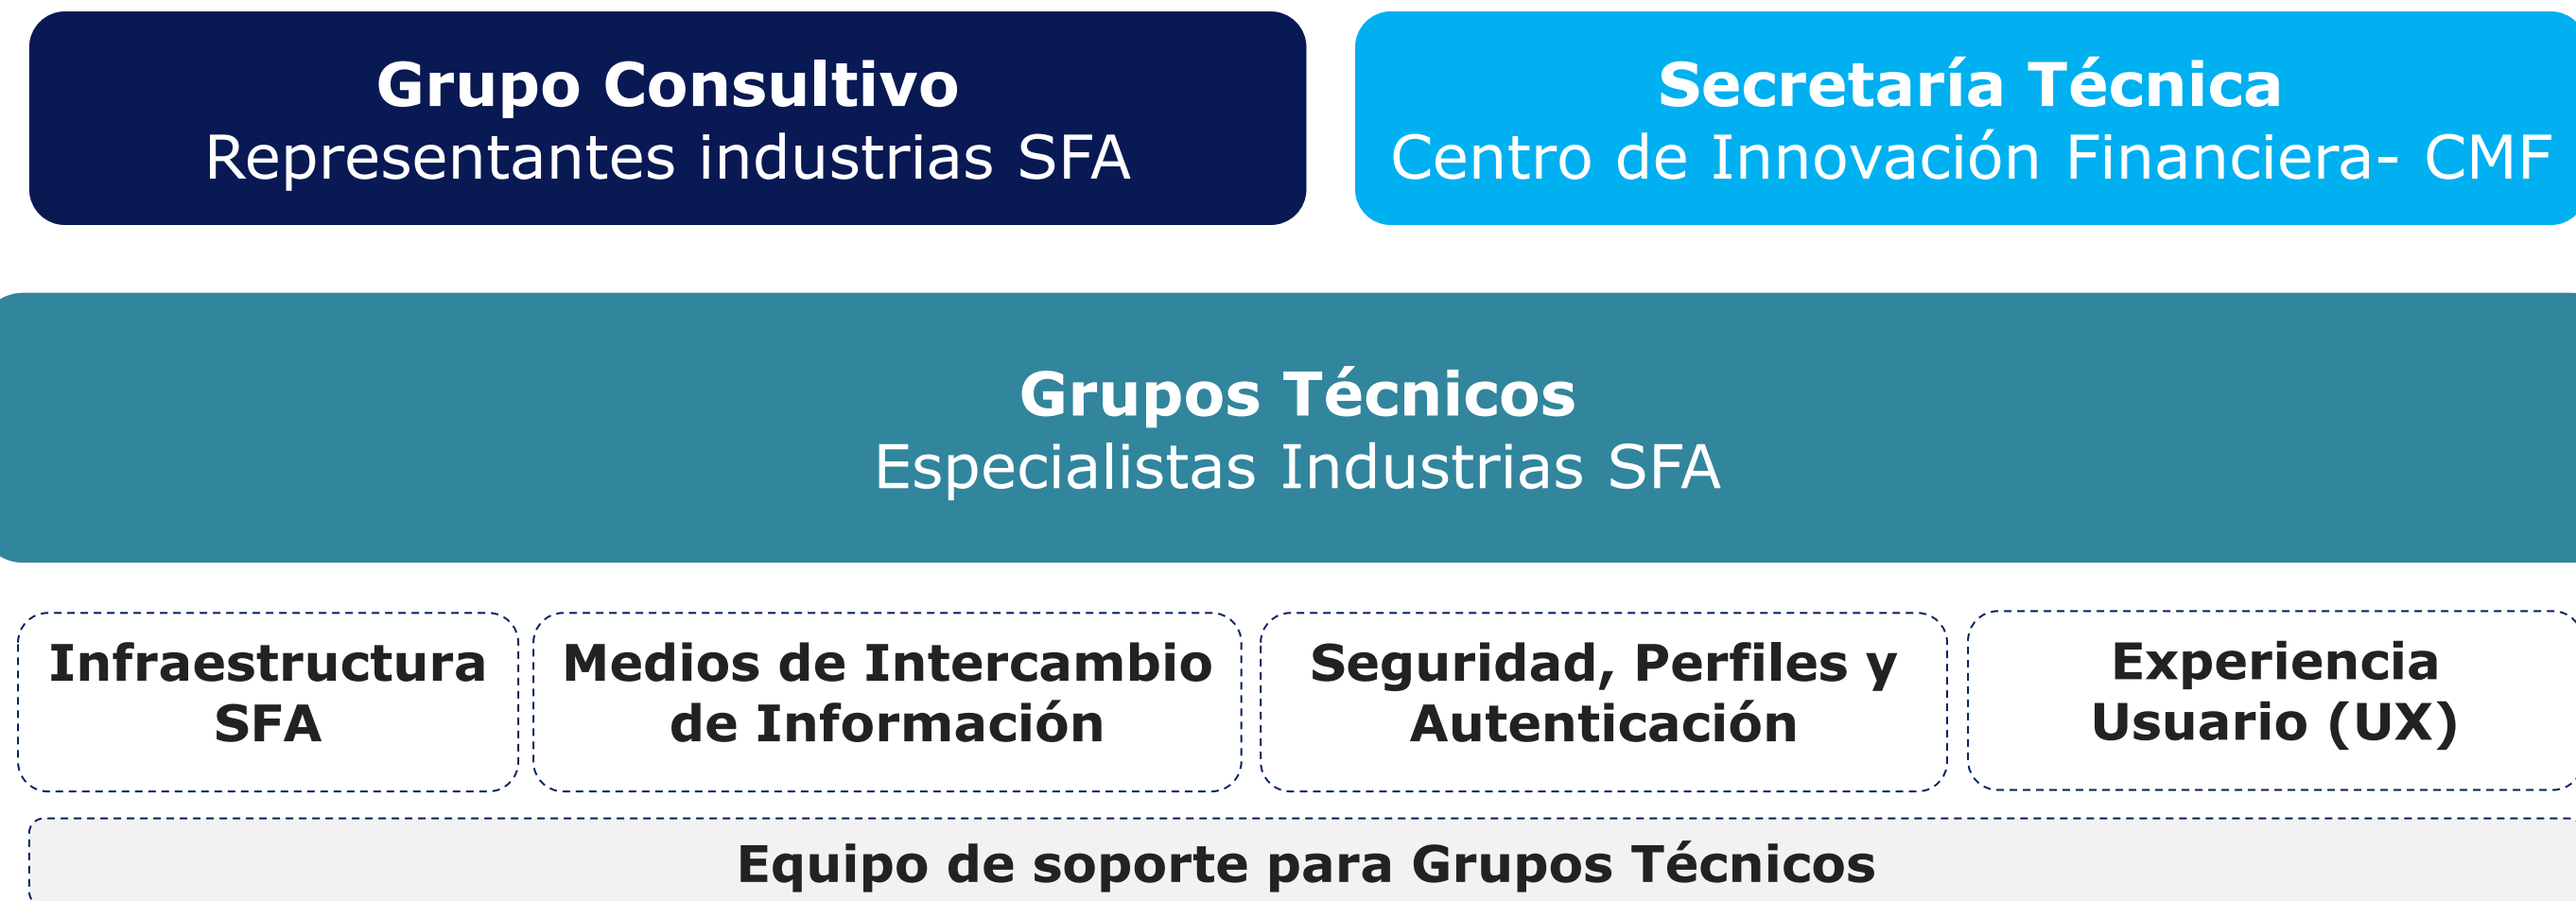 Grupo Consultivo
Representantes industrias SFA
Secretaría Técnica
Centro de Innovación Financiera- CMF
Grupos Técnicos
Especialistas Industrias SFA
Infraestructura
SFA
Medios de Intercambio
de Información
Seguridad, Perfiles y
Autenticación
Experiencia
Usuario (UX)
Equipo de soporte para Grupos Técnicos